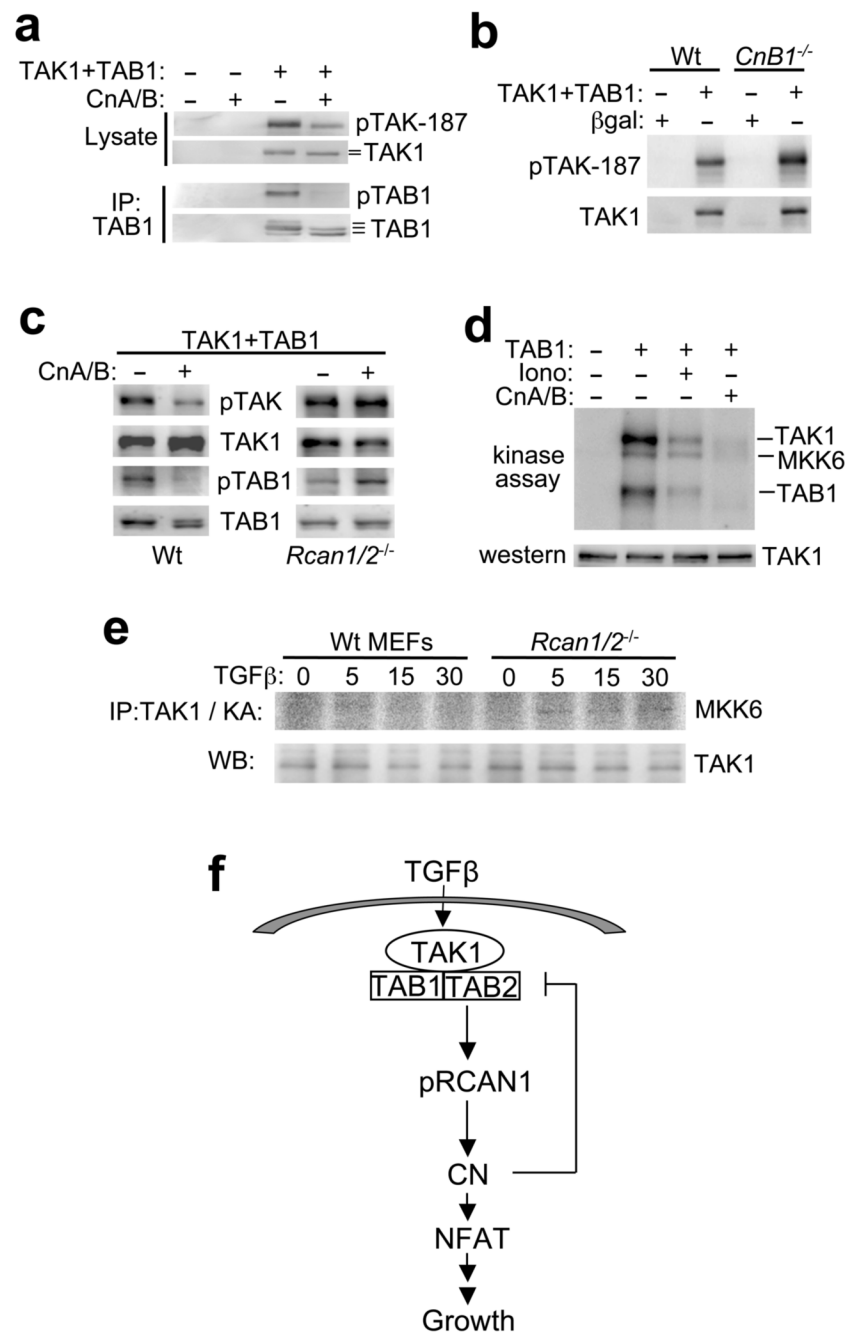 a
TAK1+TAB1: – – + +
CnA/B: – + – +
Lysate
pTAK-187
TAK1
IP:
TAB1
pTAB1
TAB1
b
Wt CnB1-/-
TAK1+TAB1: – + – +
βgal: + – + –
pTAK-187
TAK1
c
TAK1+TAB1
CnA/B: – + – +
pTAK
TAK1
pTAB1
TAB1
Wt Rcan1/2-/-
d
TAB1: – + + +
Iono: – – + –
CnA/B: – – – +
kinase
assay
TAK1
MKK6
TAB1
western TAK1
e
Wt MEFs Rcan1/2-/-
TGFβ: 0 5 15 30 0 5 15 30
IP:TAK1 / KA: MKK6
WB: TAK1
f
TGFβ
TAK1
TAB1 TAB2
pRCAN1
CN
NFAT
Growth